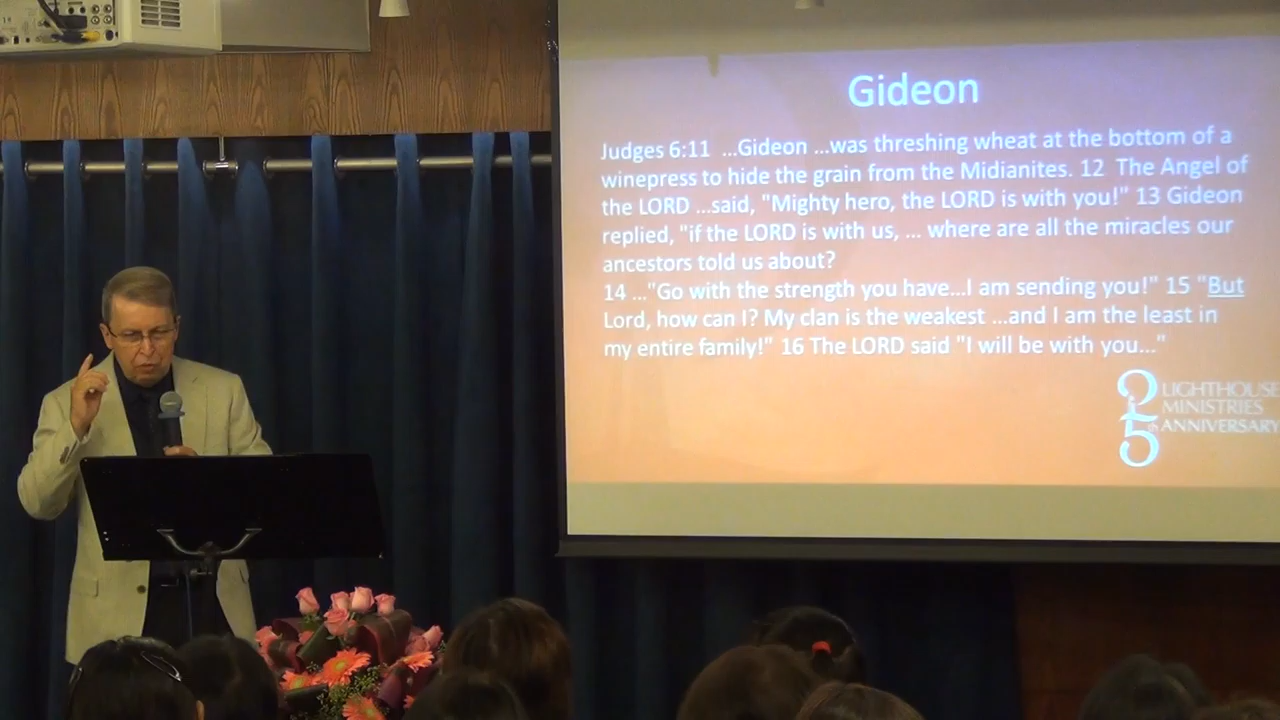 Gideon
Judges 6:11 ...Gideon ...was threshing wheat at the bottom of a
winepress to hide the grain from the Midianites. 12 The Angel of
the LORD ...said, "Mighty hero, the LORD is with you!" 13 Gideon
replied, "if the LORD is with us, ... where are all the miracles our
ancestors told us about?
14 ..."Go with the strength you have...I am sending you!" 15 "But
Lord, how can I? My clan is the weakest ...and I am the least in
my entire family!" 16 The LORD said "I will be with you..."
25th
LIGHTHOUSE
MINISTRIES
ANNIVERSARY